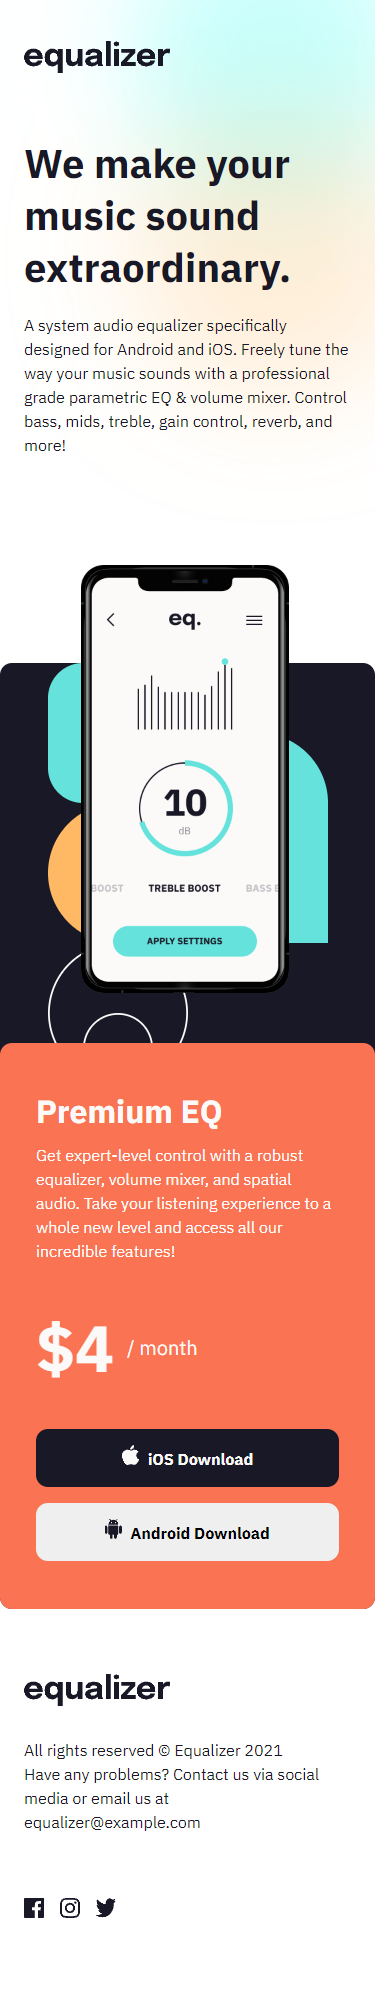 equalizer
We make your
music sound
extraordinary.
A system audio equalizer specifically
designed for Android and iOS. Freely tune the
way your music sounds with a professional
grade parametric EQ & volume mixer. Control
bass, mids, treble, gain control, reverb, and
more!
eq.
10
dB
BOOST TREBLE BOOST BASS
APPLY SETTINGS
Premium EQ
Get expert-level control with a robust
equalizer, volume mixer, and spatial
audio. Take your listening experience to a
whole new level and access all our
incredible features!
$4 / month
iOS Download
Android Download
equalizer
All rights reserved © Equalizer 2021
Have any problems? Contact us via social
media or email us at
equalizer@example.com